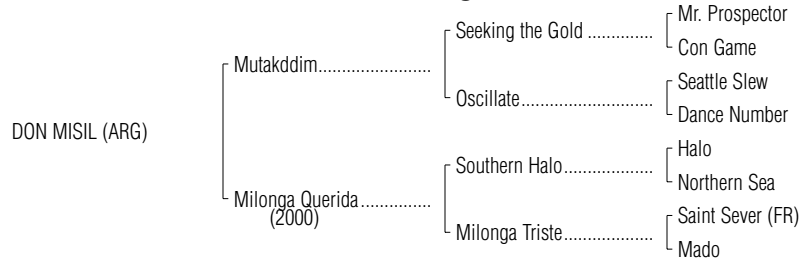 Mr. Prospector
Seeking the Gold ..............
Con Game
Mutakddim........................
Seattle Slew
Oscillate............................
Dance Number
DON MISIL (ARG)
Halo
Southern Halo...................
Northern Sea
Milonga Querida...............
(2000)
Saint Sever (FR)
Milonga Triste...................
Mado